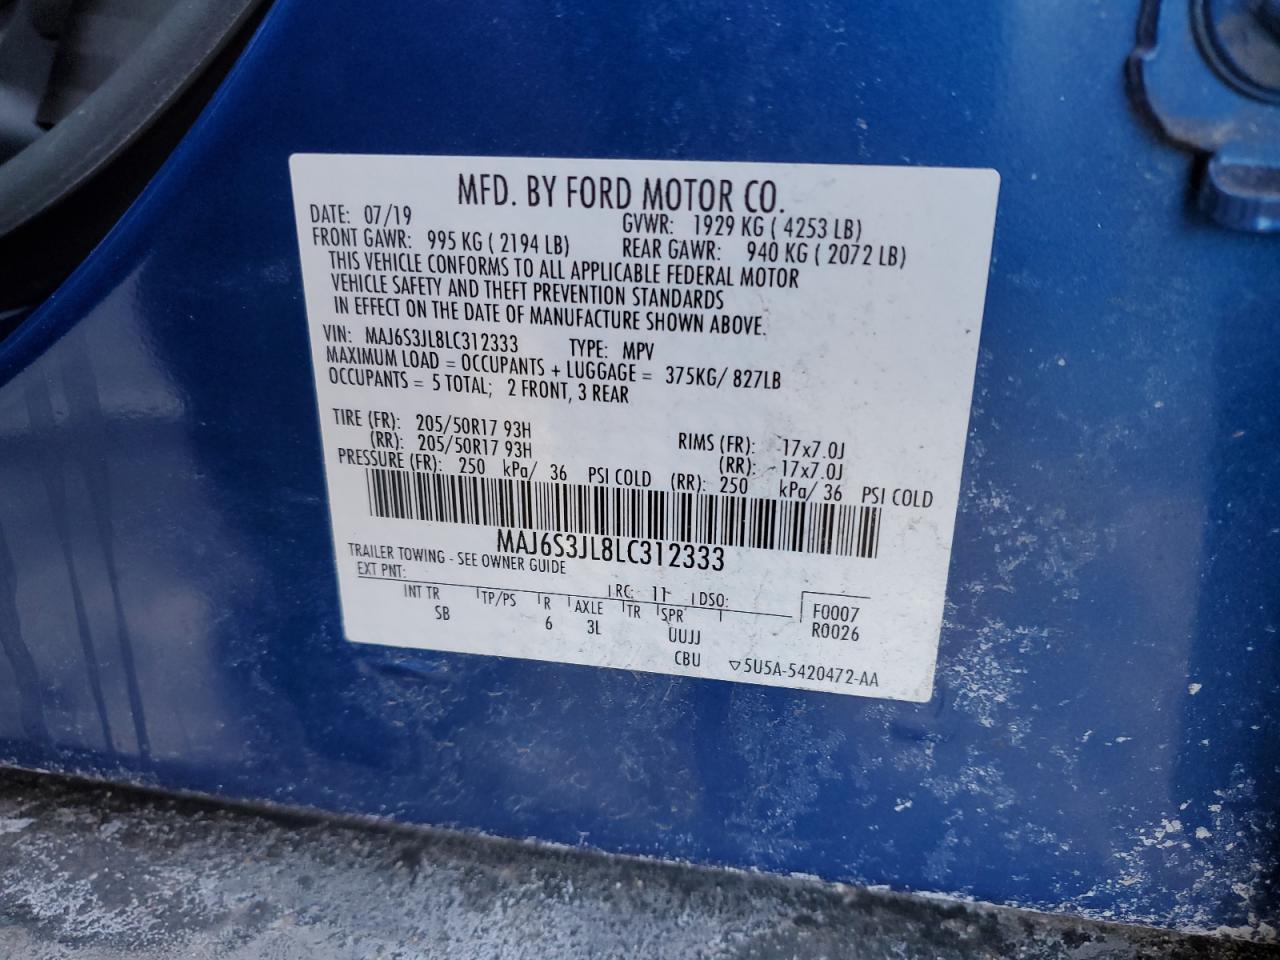 MFD. BY FORD MOTOR CO.
DATE: 07/19 GVWR: 1929 KG ( 4253 LB)
FRONT GAWR: 995 KG ( 2194 LB) REAR GAWR: 940 KG ( 2072 LB)
THIS VEHICLE CONFORMS TO ALL APPLICABLE FEDERAL MOTOR
VEHICLE SAFETY AND THEFT PREVENTION STANDARDS
IN EFFECT ON THE DATE OF MANUFACTURE SHOWN ABOVE.
VIN: MAJ6S3JL8LC312333 TYPE: MPV
MAXIMUM LOAD = OCCUPANTS + LUGGAGE = 375KG/ 827LB
OCCUPANTS = 5 TOTAL; 2 FRONT, 3 REAR
TIRE (FR): 205/50R17 93H RIMS (FR): 17x7.0J
(RR): 205/50R17 93H (RR): 17x7.0J
PRESSURE (FR): 250 kPa/ 36 PSI COLD (RR): 250 kPa/ 36 PSI COLD
MAJ6S3JL8LC312333
TRAILER TOWING - SEE OWNER GUIDE
EXT PNT: RC: 11 DSO: F0007
INT TR TP/PS R AXLE TR SPR R0026
SB 6 3L UUJJ
CBU ▽5U5A-5420472-AA